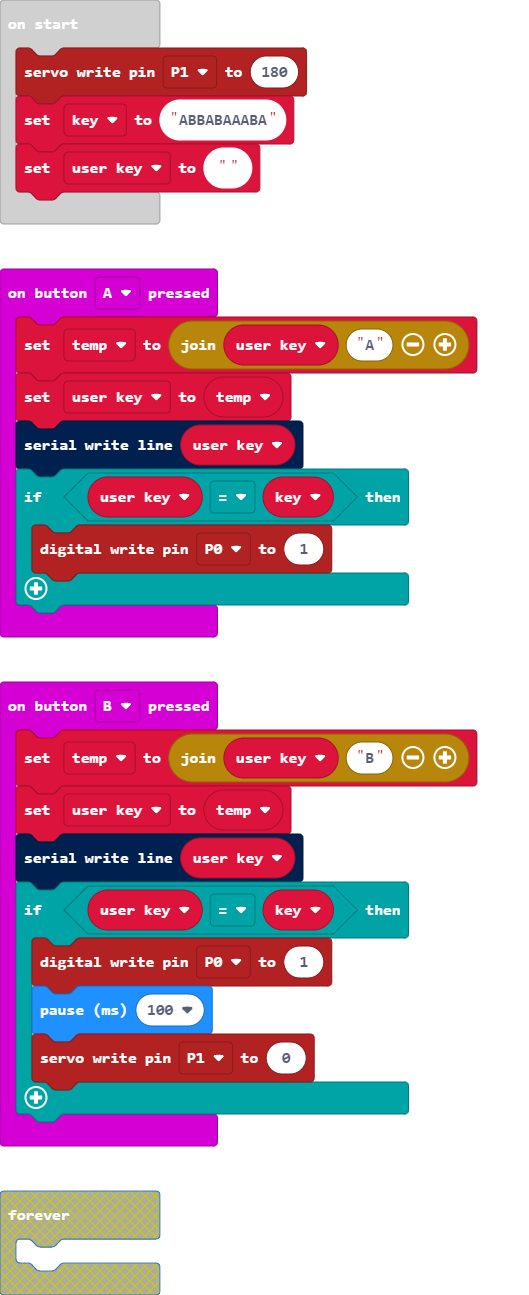 on start
servo write pin P1 to 180
set key to "ABBABAAABA"
set user key to " "
on button A pressed
set temp to join user key "A"
set user key to temp
serial write line user key
if user key = key then
digital write pin P0 to 1
on button B pressed
set temp to join user key "B"
set user key to temp
serial write line user key
if user key = key then
digital write pin P0 to 1
pause (ms) 100
servo write pin P1 to 0
forever